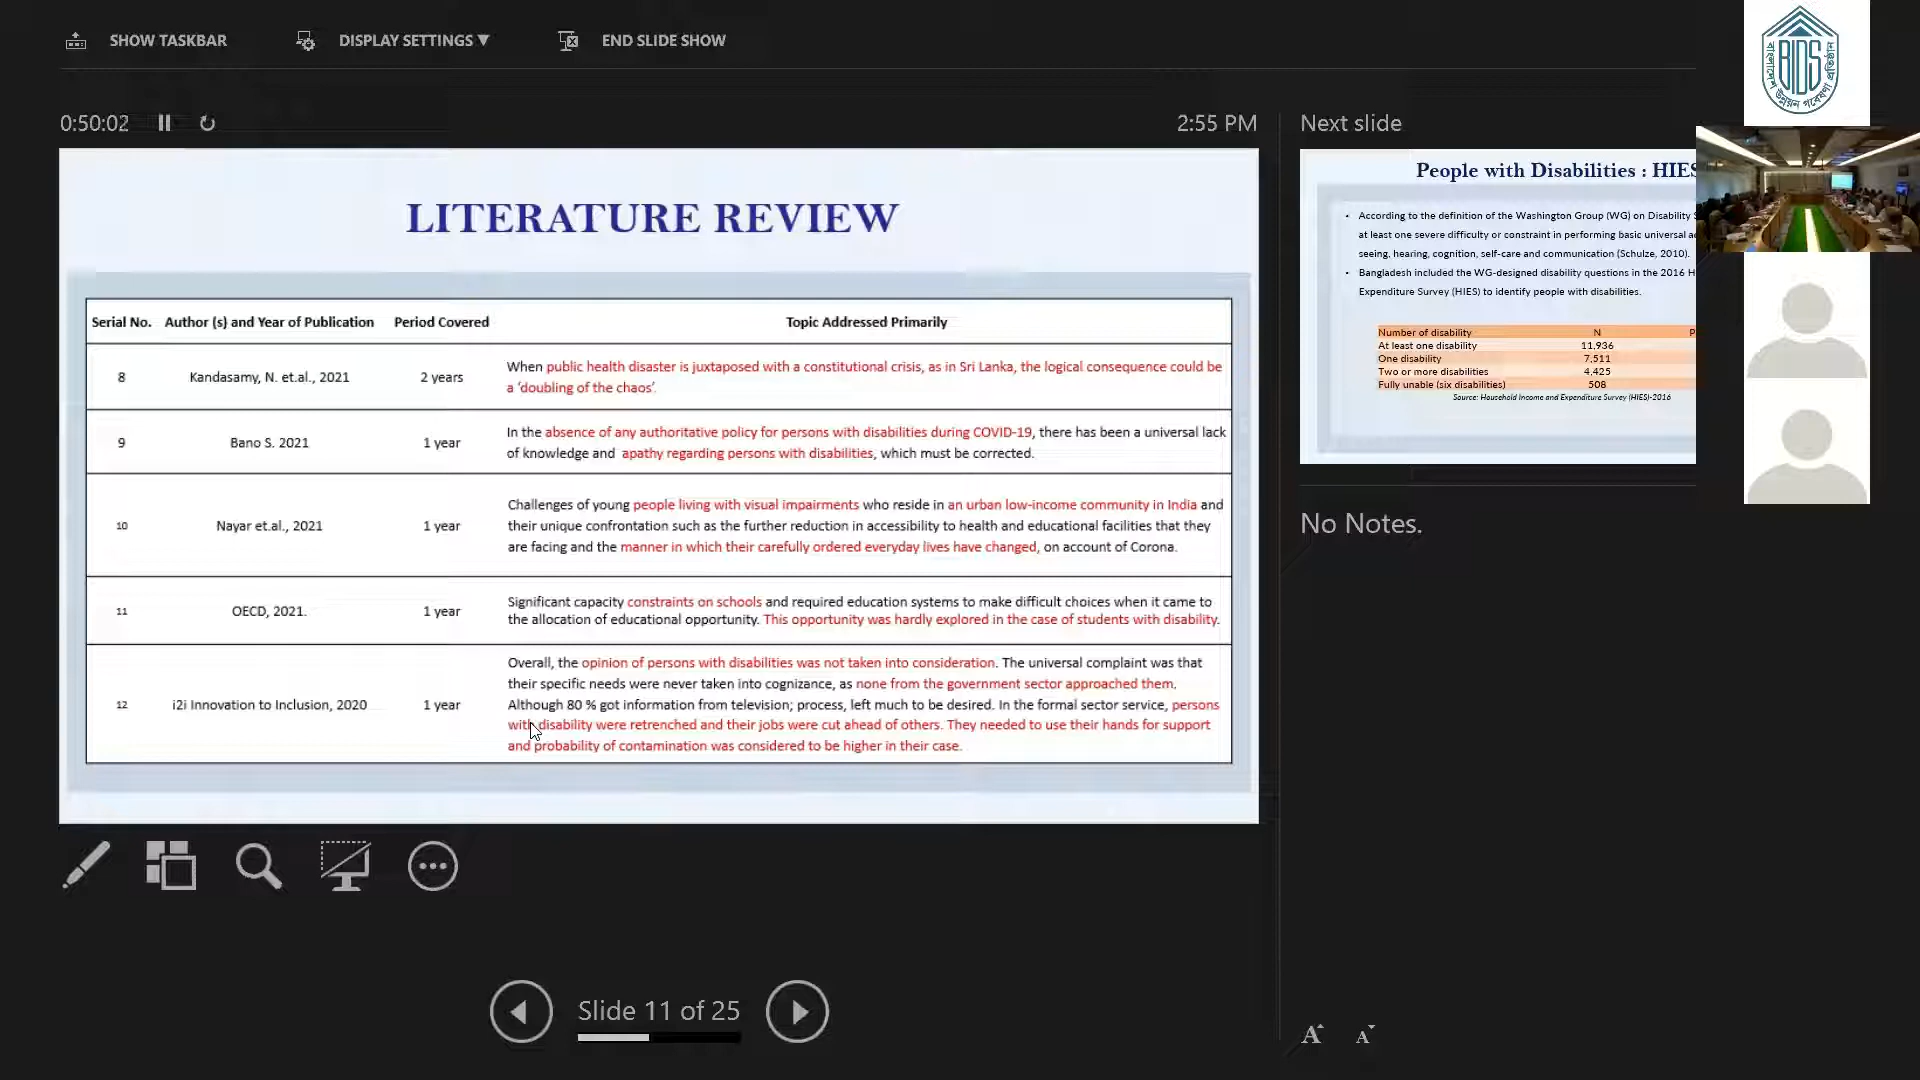 SHOW TASKBAR
DISPLAY SETTINGS ▼
END SLIDE SHOW
0:50:02
2:55 PM
LITERATURE REVIEW
Serial No. Author (s) and Year of Publication Period Covered Topic Addressed Primarily
8 Kandasamy, N. et.al., 2021 2 years
When public health disaster is juxtaposed with a constitutional crisis, as in Sri Lanka, the logical consequence could be
a ‘doubling of the chaos’.
9 Bano S. 2021 1 year
In the absence of any authoritative policy for persons with disabilities during COVID-19, there has been a universal lack
of knowledge and apathy regarding persons with disabilities, which must be corrected.
10 Nayar et.al., 2021 1 year
Challenges of young people living with visual impairments who reside in an urban low-income community in India and
their unique confrontation such as the further reduction in accessibility to health and educational facilities that they
are facing and the manner in which their carefully ordered everyday lives have changed, on account of Corona.
11 OECD, 2021. 1 year
Significant capacity constraints on schools and required education systems to make difficult choices when it came to
the allocation of educational opportunity. This opportunity was hardly explored in the case of students with disability.
12 i2i Innovation to Inclusion, 2020 1 year
Overall, the opinion of persons with disabilities was not taken into consideration. The universal complaint was that
their specific needs were never taken into cognizance, as none from the government sector approached them.
Although 80 % got information from television; process, left much to be desired. In the formal sector service, persons
with disability were retrenched and their jobs were cut ahead of others. They needed to use their hands for support
and probability of contamination was considered to be higher in their case.
Slide 11 of 25
Next slide
People with Disabilities : HIES
• According to the definition of the Washington Group (WG) on Disability
at least one severe difficulty or constraint in performing basic universal
seeing, hearing, cognition, self-care and communication (Schulze, 2010).
• Bangladesh included the WG-designed disability questions in the 2016 H
Expenditure Survey (HIES) to identify people with disabilities.
Number of disability N P
At least one disability 11,936
One disability 7,511
Two or more disabilities 4,425
Fully unable (six disabilities) 508
Source: Household Income and Expenditure Survey (HIES)-2016
No Notes.
A A
BIDS
বাংলাদেশ উন্নয়ন গবেষণা প্রতিষ্ঠান